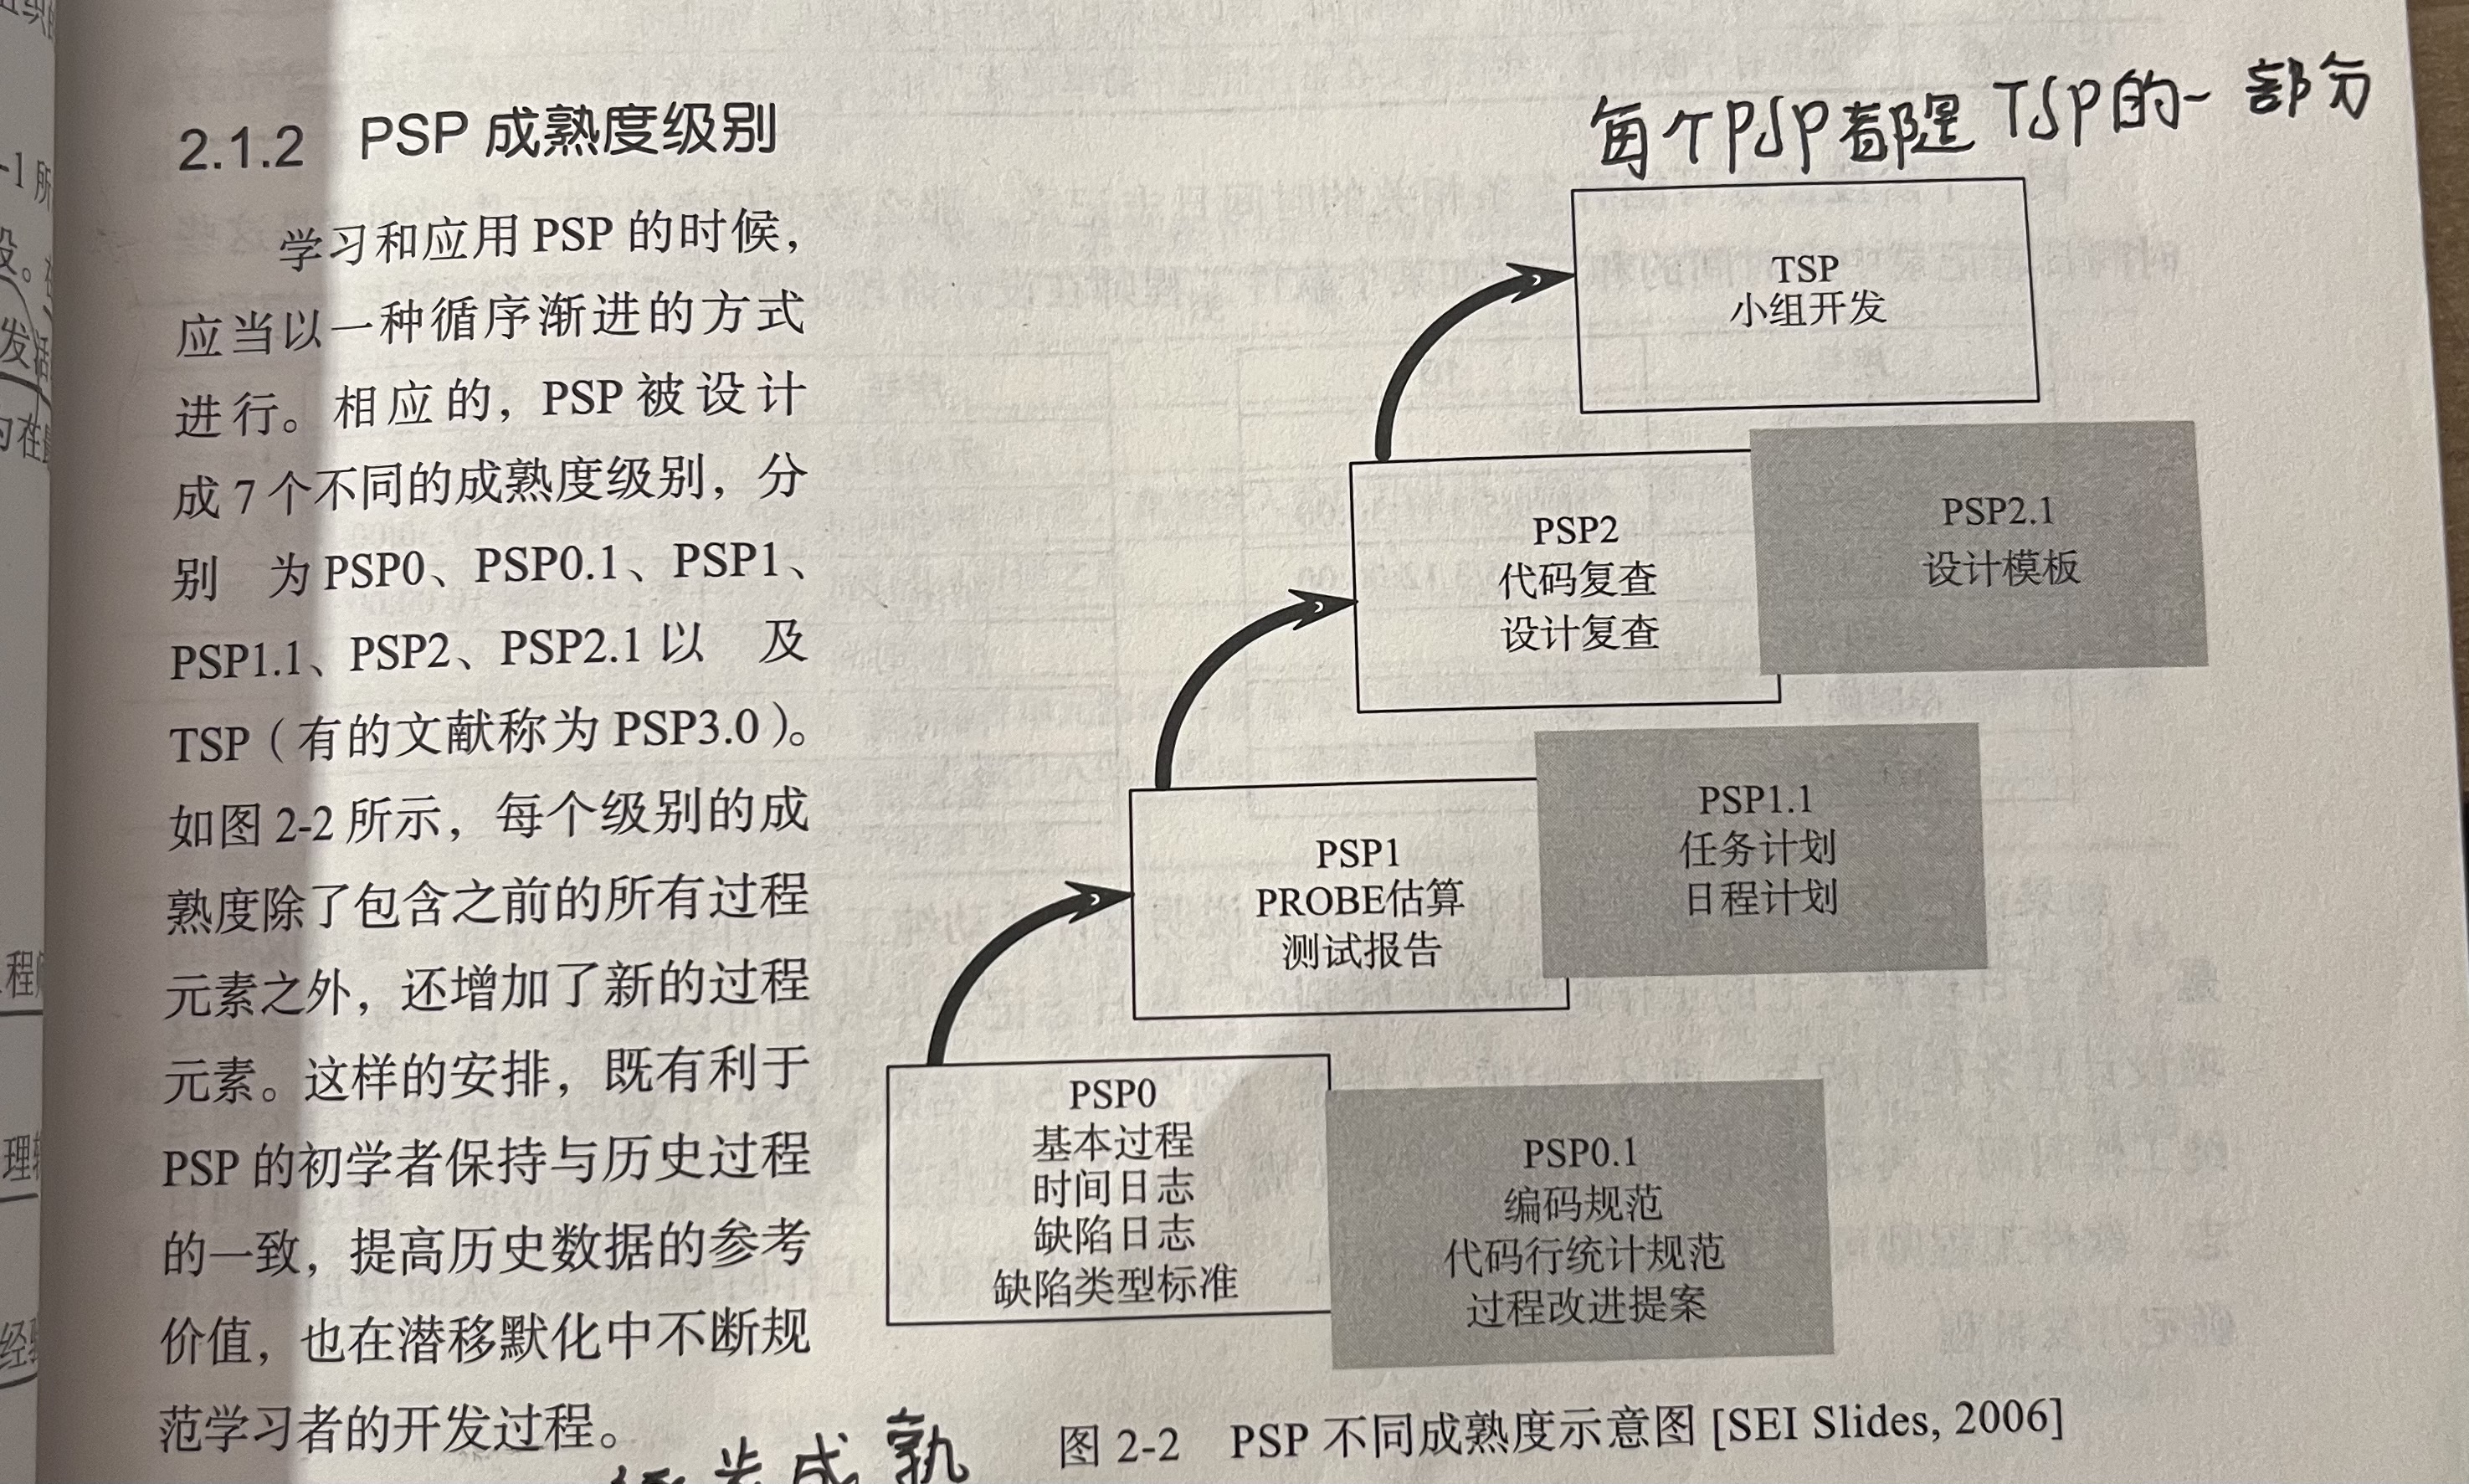 2.1.2 PSP 成熟度级别
学习和应用 PSP 的时候，
应当以一种循序渐进的方式
进行。相应的，PSP 被设计
成 7 个不同的成熟度级别，分
别 为 PSP0、PSP0.1、PSP1、
PSP1.1、PSP2、PSP2.1 以 及
TSP（有的文献称为 PSP3.0）。
如图 2-2 所示，每个级别的成
熟度除了包含之前的所有过程
元素之外，还增加了新的过程
元素。这样的安排，既有利于
PSP 的初学者保持与历史过程
的一致，提高历史数据的参考
价值，也在潜移默化中不断规
范学习者的开发过程。
步成熟
每个PSP都是TSP的一部分
TSP
小组开发
PSP2
代码复查
设计复查
PSP2.1
设计模板
PSP1
PROBE估算
测试报告
PSP1.1
任务计划
日程计划
PSP0
基本过程
时间日志
缺陷日志
缺陷类型标准
PSP0.1
编码规范
代码行统计规范
过程改进提案
图 2-2 PSP 不同成熟度示意图 [SEI Slides, 2006]